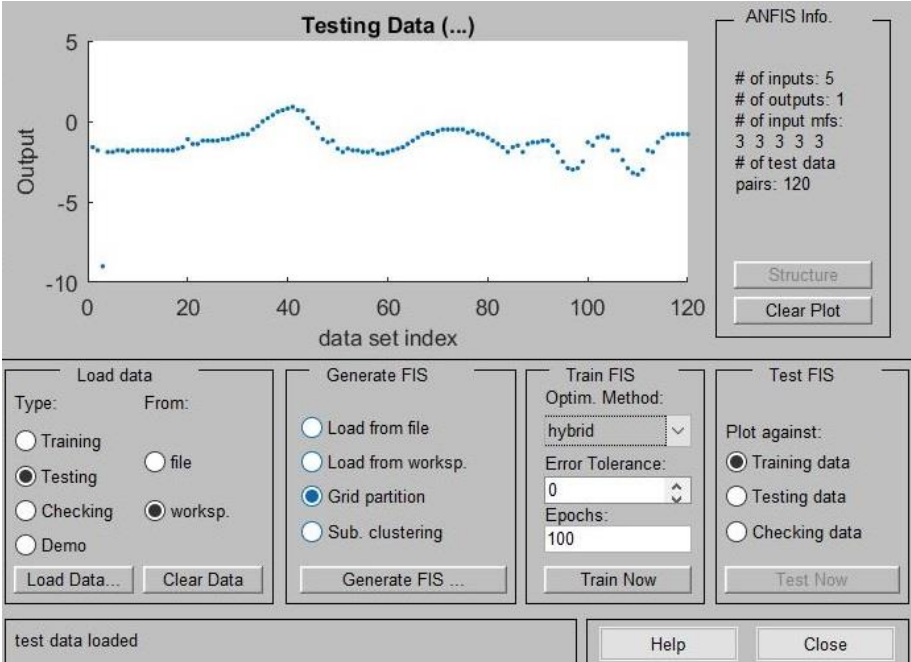 Testing Data (...)
5
0
-5
-10
Output
0 20 40 60 80 100 120
data set index
ANFIS Info.
# of inputs: 5
# of outputs: 1
# of input mfs:
3 3 3 3 3
# of test data
pairs: 120
Structure
Clear Plot
Load data
Type: From:
Training
Testing
Checking
Demo
file
worksp.
Load Data... Clear Data
Generate FIS
Load from file
Load from worksp.
Grid partition
Sub. clustering
Generate FIS ...
Train FIS
Optim. Method:
hybrid
Error Tolerance:
0
Epochs:
100
Train Now
Test FIS
Plot against:
Training data
Testing data
Checking data
Test Now
test data loaded
Help Close